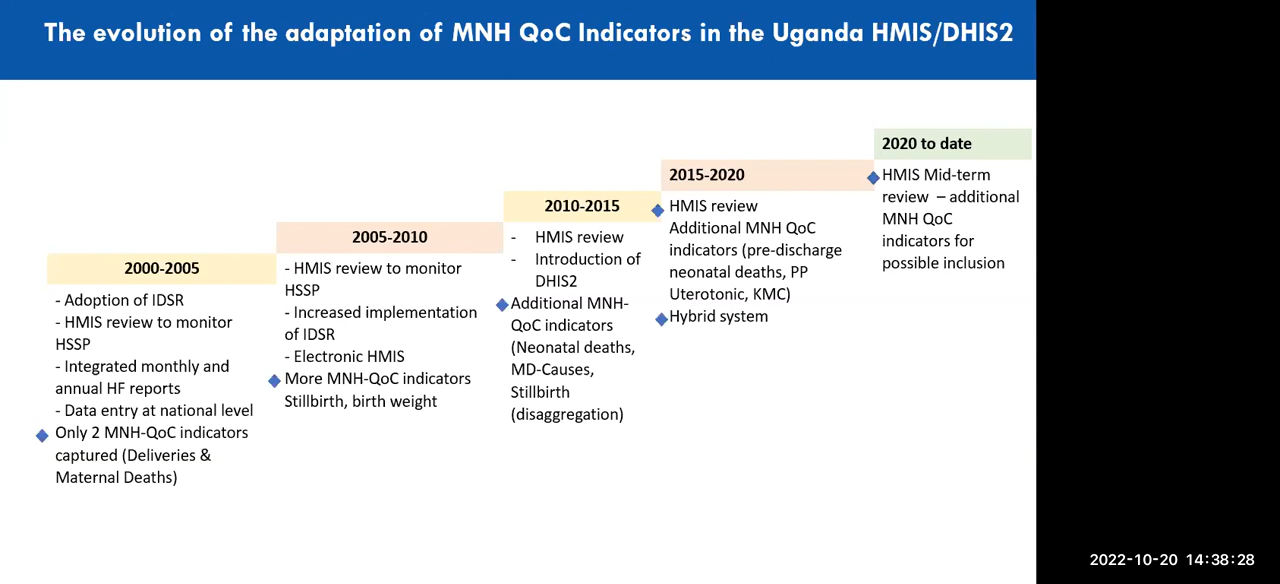 The evolution of the adaptation of MNH QoC Indicators in the Uganda HMIS/DHIS2
2000-2005
- Adoption of IDSR
- HMIS review to monitor
HSSP
- Integrated monthly and
annual HF reports
- Data entry at national level
Only 2 MNH-QoC indicators
captured (Deliveries &
Maternal Deaths)
2005-2010
- HMIS review to monitor
HSSP
- Increased implementation
of IDSR
- Electronic HMIS
More MNH-QoC indicators
Stillbirth, birth weight
2010-2015
- HMIS review
- Introduction of
DHIS2
Additional MNH-
QoC indicators
(Neonatal deaths,
MD-Causes,
Stillbirth
(disaggregation)
2015-2020
HMIS review
Additional MNH QoC
indicators (pre-discharge
neonatal deaths, PP
Uterotonic, KMC)
Hybrid system
2020 to date
HMIS Mid-term
review – additional
MNH QoC
indicators for
possible inclusion
2022-10-20 14:38:28